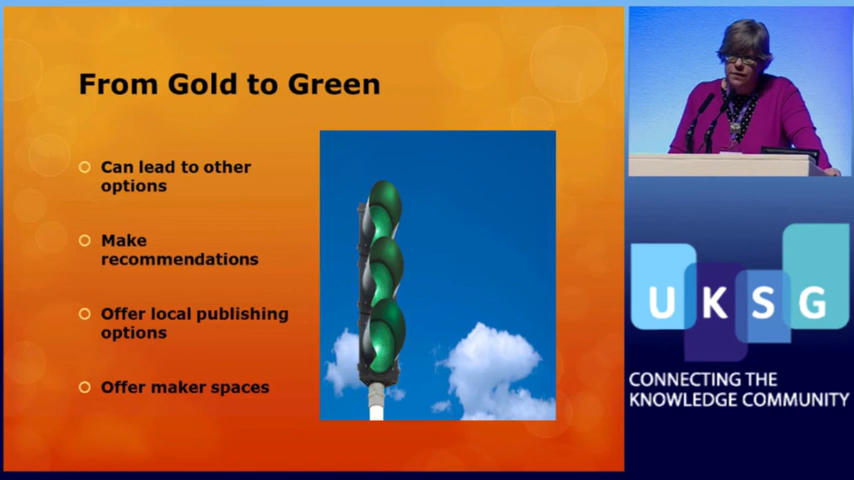 From Gold to Green
Can lead to other
options
Make
recommendations
Offer local publishing
options
Offer maker spaces
UKSG
CONNECTING THE
KNOWLEDGE COMMUNITY